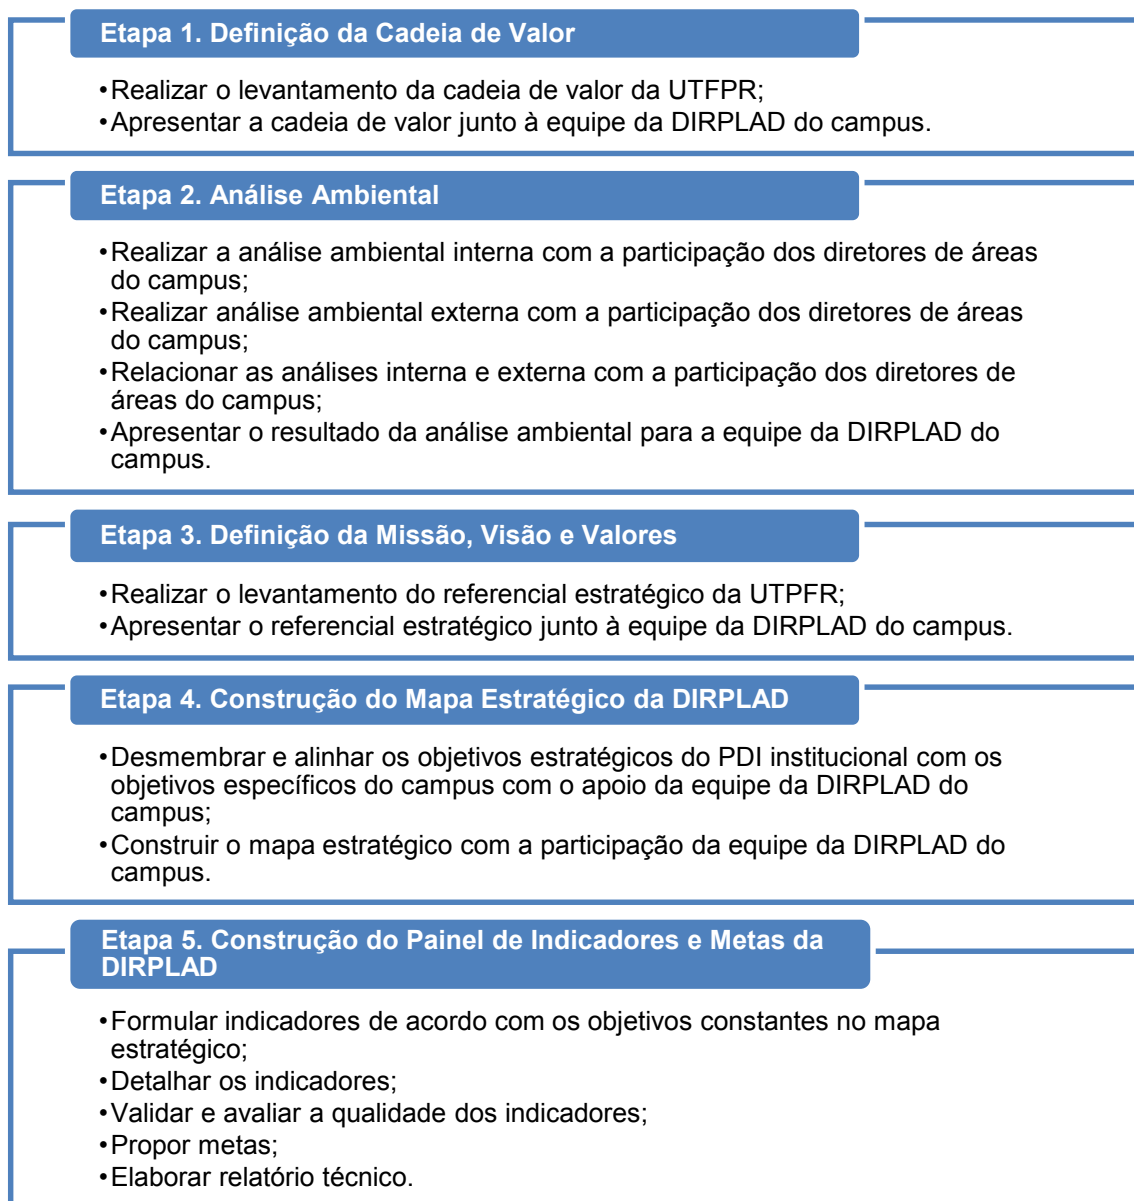 Etapa 1. Definição da Cadeia de Valor
•Realizar o levantamento da cadeia de valor da UTFPR;
•Apresentar a cadeia de valor junto à equipe da DIRPLAD do campus.
Etapa 2. Análise Ambiental
•Realizar a análise ambiental interna com a participação dos diretores de áreas
do campus;
•Realizar análise ambiental externa com a participação dos diretores de áreas
do campus;
•Relacionar as análises interna e externa com a participação dos diretores de
áreas do campus;
•Apresentar o resultado da análise ambiental para a equipe da DIRPLAD do
campus.
Etapa 3. Definição da Missão, Visão e Valores
•Realizar o levantamento do referencial estratégico da UTPFR;
•Apresentar o referencial estratégico junto à equipe da DIRPLAD do campus.
Etapa 4. Construção do Mapa Estratégico da DIRPLAD
•Desmembrar e alinhar os objetivos estratégicos do PDI institucional com os
objetivos específicos do campus com o apoio da equipe da DIRPLAD do
campus;
•Construir o mapa estratégico com a participação da equipe da DIRPLAD do
campus.
Etapa 5. Construção do Painel de Indicadores e Metas da
DIRPLAD
•Formular indicadores de acordo com os objetivos constantes no mapa
estratégico;
•Detalhar os indicadores;
•Validar e avaliar a qualidade dos indicadores;
•Propor metas;
•Elaborar relatório técnico.